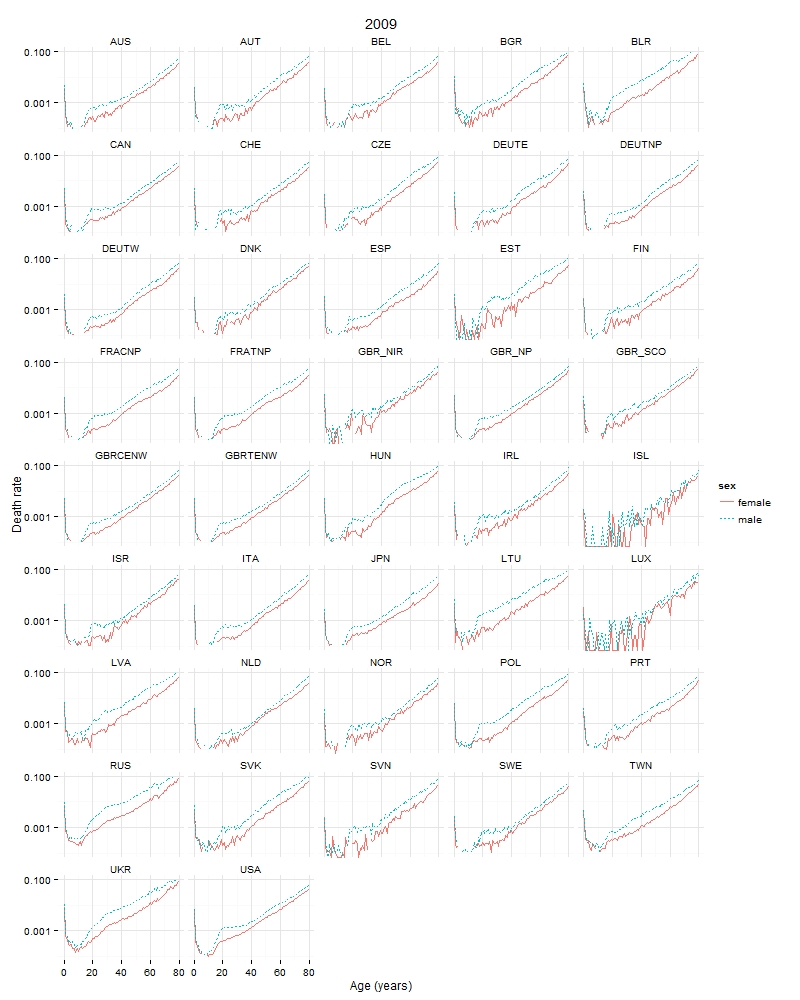 2009
AUS AUT BEL BGR BLR
0.100
0.001
CAN CHE CZE DEUTE DEUTNP
0.100
0.001
DEUTW DNK ESP EST FIN
0.100
0.001
FRACNP FRATNP GBR_NIR GBR_NP GBR_SCO
0.100
0.001
GBRCENW GBRTENW HUN IRL ISL
0.100
0.001
Death rate
sex
female
male
ISR ITA JPN LTU LUX
0.100
0.001
LVA NLD NOR POL PRT
0.100
0.001
RUS SVK SVN SWE TWN
0.100
0.001
UKR USA
0.100
0.001
0 20 40 60 80 0 20 40 60 80
Age (years)